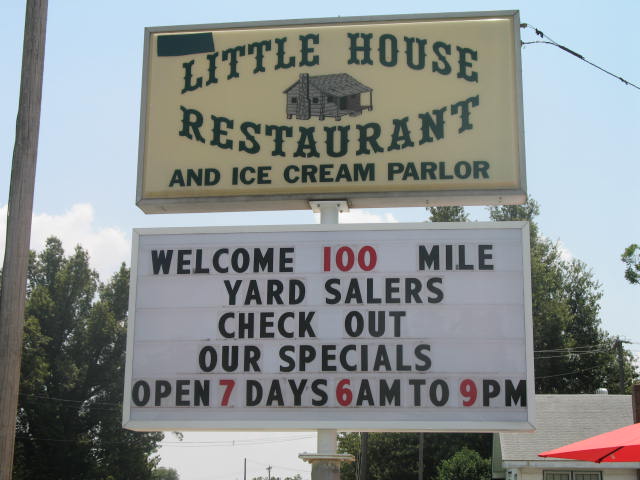 LITTLE HOUSE
RESTAURANT
AND ICE CREAM PARLOR
WELCOME 100 MILE
YARD SALERS
CHECK OUT
OUR SPECIALS
OPEN 7 DAYS 6AM TO 9PM